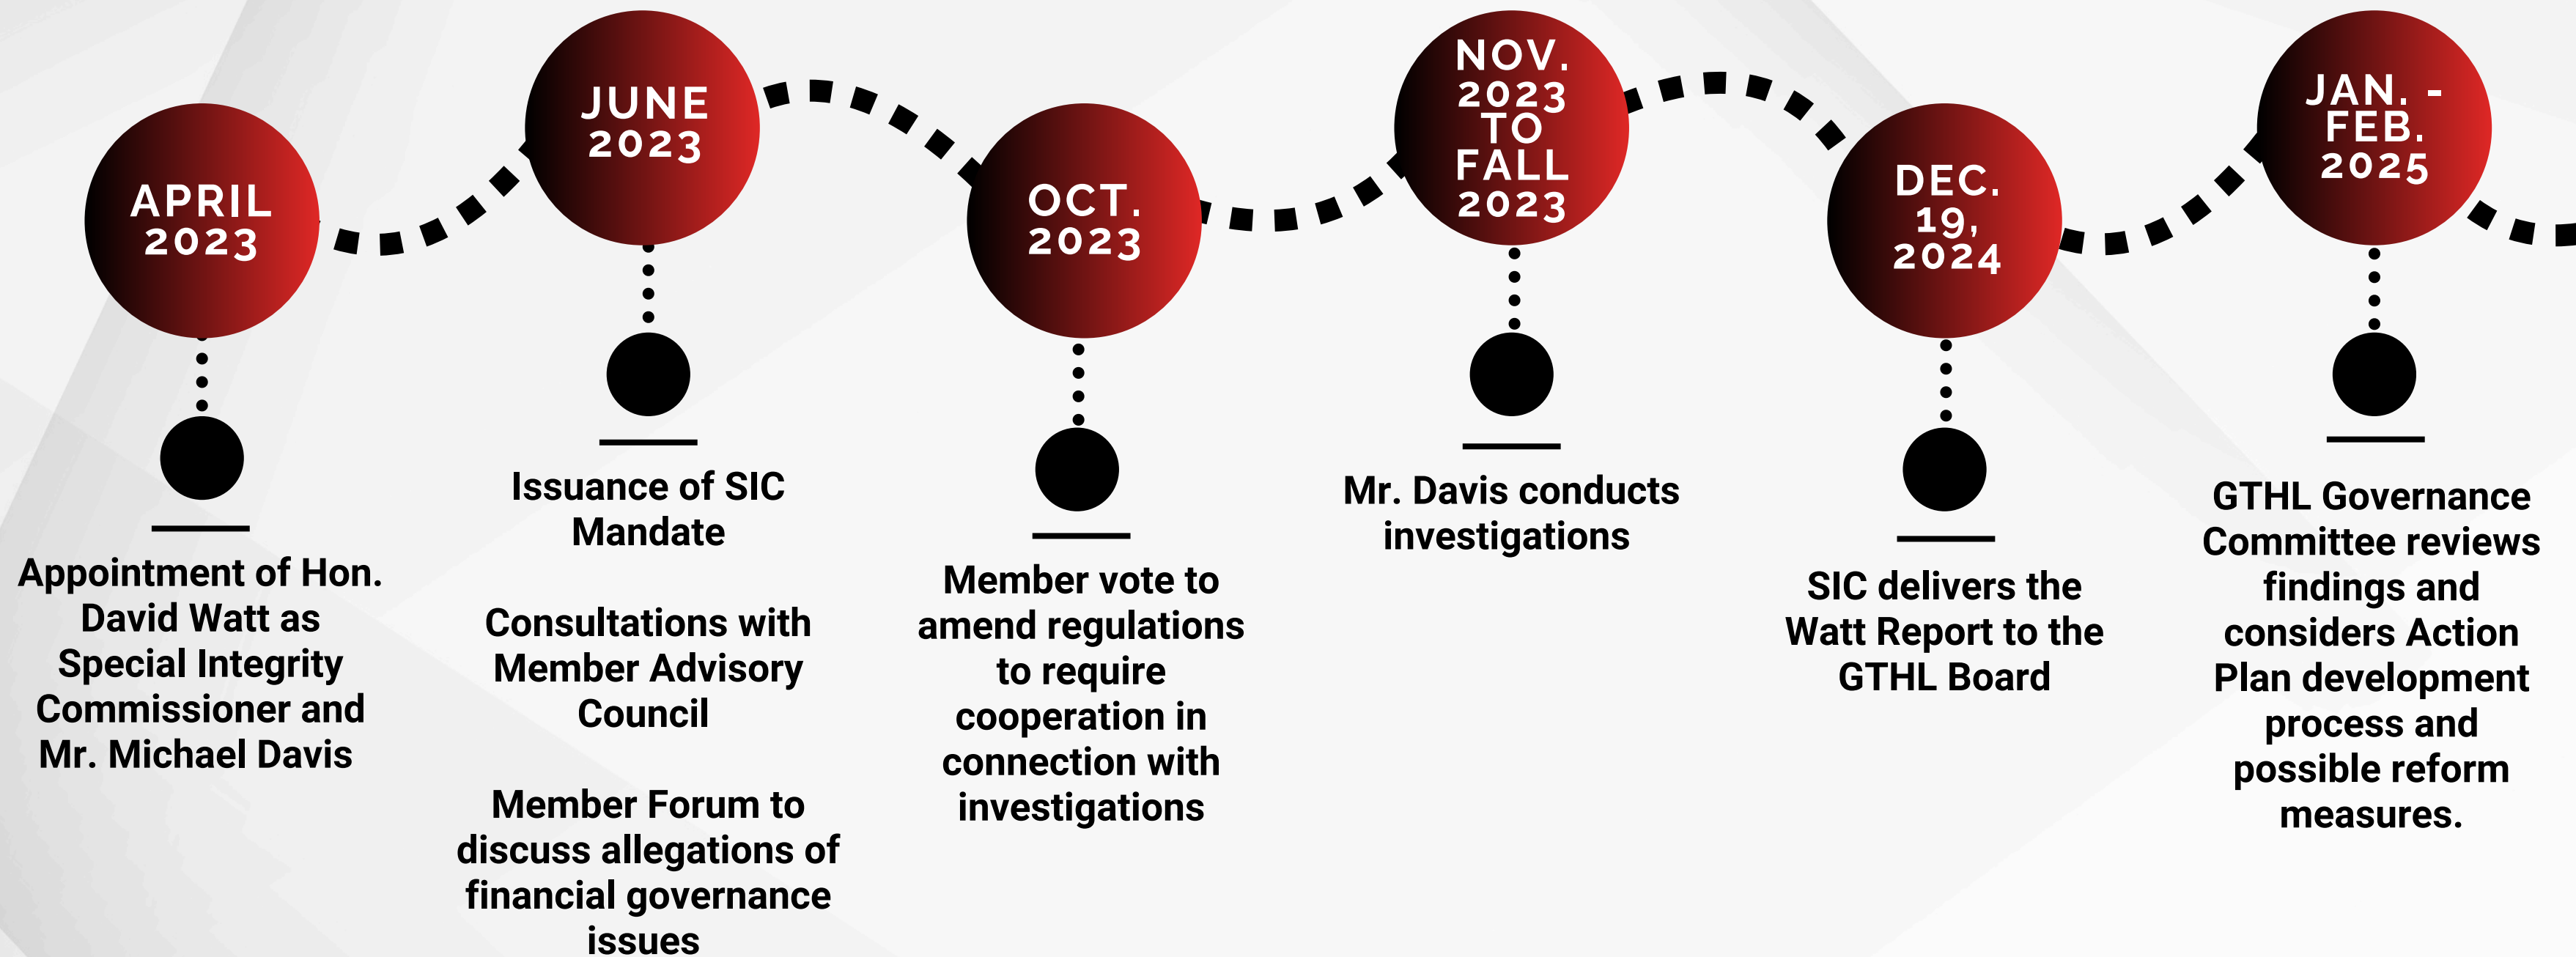 APRIL
2023
Appointment of Hon.
David Watt as
Special Integrity
Commissioner and
Mr. Michael Davis
JUNE
2023
Issuance of SIC
Mandate
Consultations with
Member Advisory
Council
Member Forum to
discuss allegations of
financial governance
issues
OCT.
2023
Member vote to
amend regulations
to require
cooperation in
connection with
investigations
NOV.
2023
TO
FALL
2023
Mr. Davis conducts
investigations
DEC.
19,
2024
SIC delivers the
Watt Report to the
GTHL Board
JAN. -
FEB.
2025
GTHL Governance
Committee reviews
findings and
considers Action
Plan development
process and
possible reform
measures.